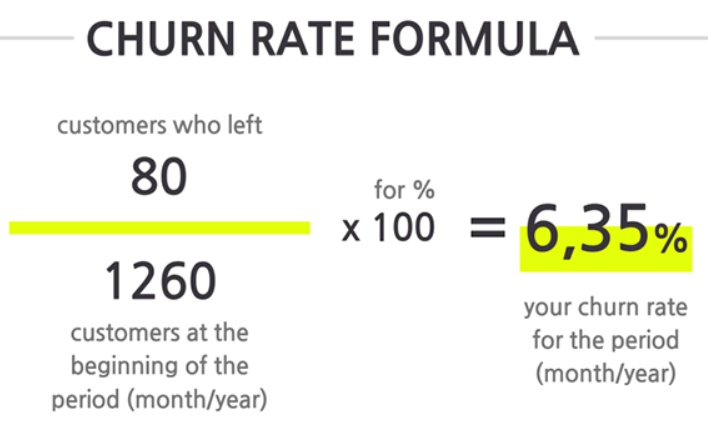 CHURN RATE FORMULA
customers who left
80
1260
customers at the
beginning of the
period (month/year)
for %
x 100
= 6,35%
your churn rate
for the period
(month/year)